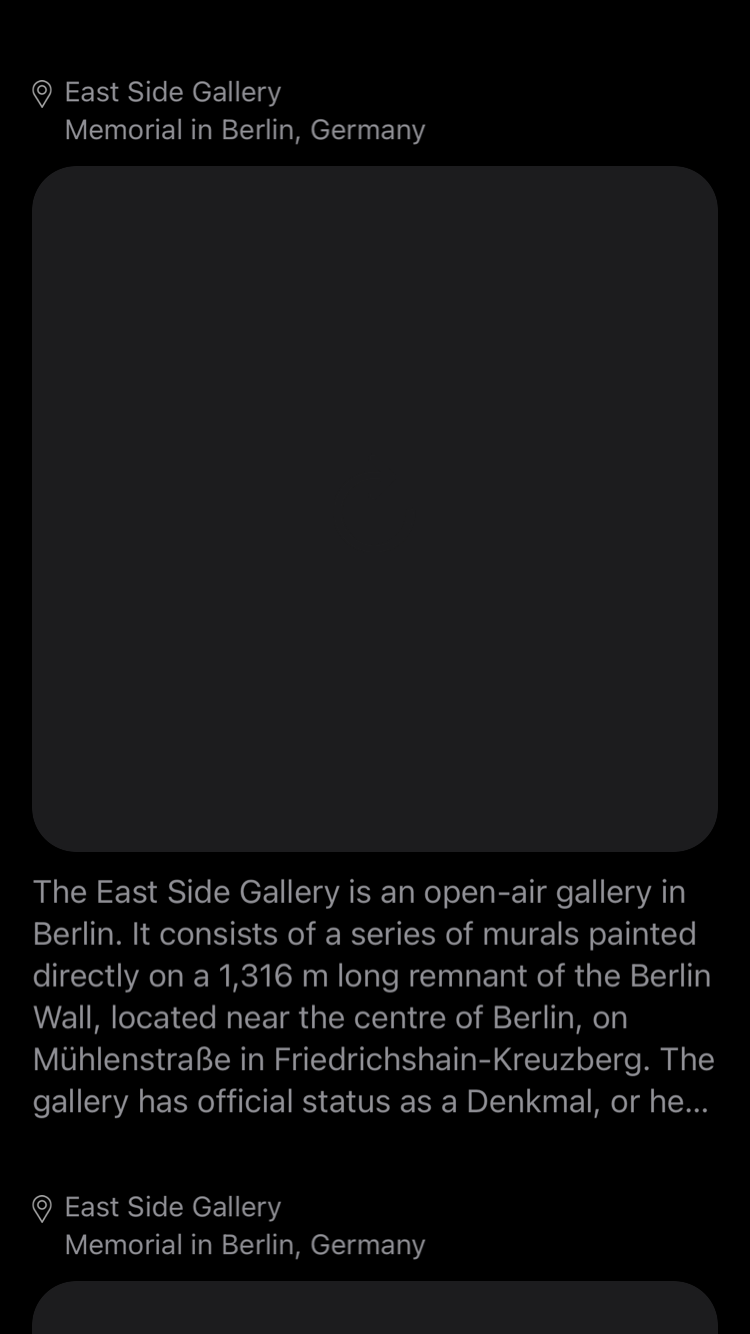 East Side Gallery
Memorial in Berlin, Germany
The East Side Gallery is an open-air gallery in
Berlin. It consists of a series of murals painted
directly on a 1,316 m long remnant of the Berlin
Wall, located near the centre of Berlin, on
Mühlenstraße in Friedrichshain-Kreuzberg. The
gallery has official status as a Denkmal, or he...
East Side Gallery
Memorial in Berlin, Germany